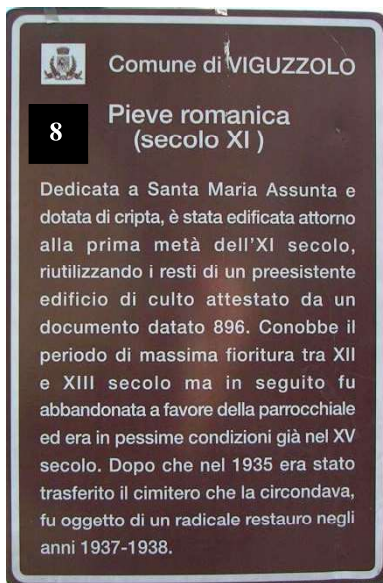 Comune di VIGUZZOLO
8
Pieve romanica
(secolo XI )
Dedicata a Santa Maria Assunta e
dotata di cripta, è stata edificata attorno
alla prima metà dell'XI secolo,
riutilizzando i resti di un preesistente
edificio di culto attestato da un
documento datato 896. Conobbe il
periodo di massima fioritura tra XII
e XIII secolo ma in seguito fu
abbandonata a favore della parrocchiale
ed era in pessime condizioni già nel XV
secolo. Dopo che nel 1935 era stato
trasferito il cimitero che la circondava,
fu oggetto di un radicale restauro negli
anni 1937-1938.